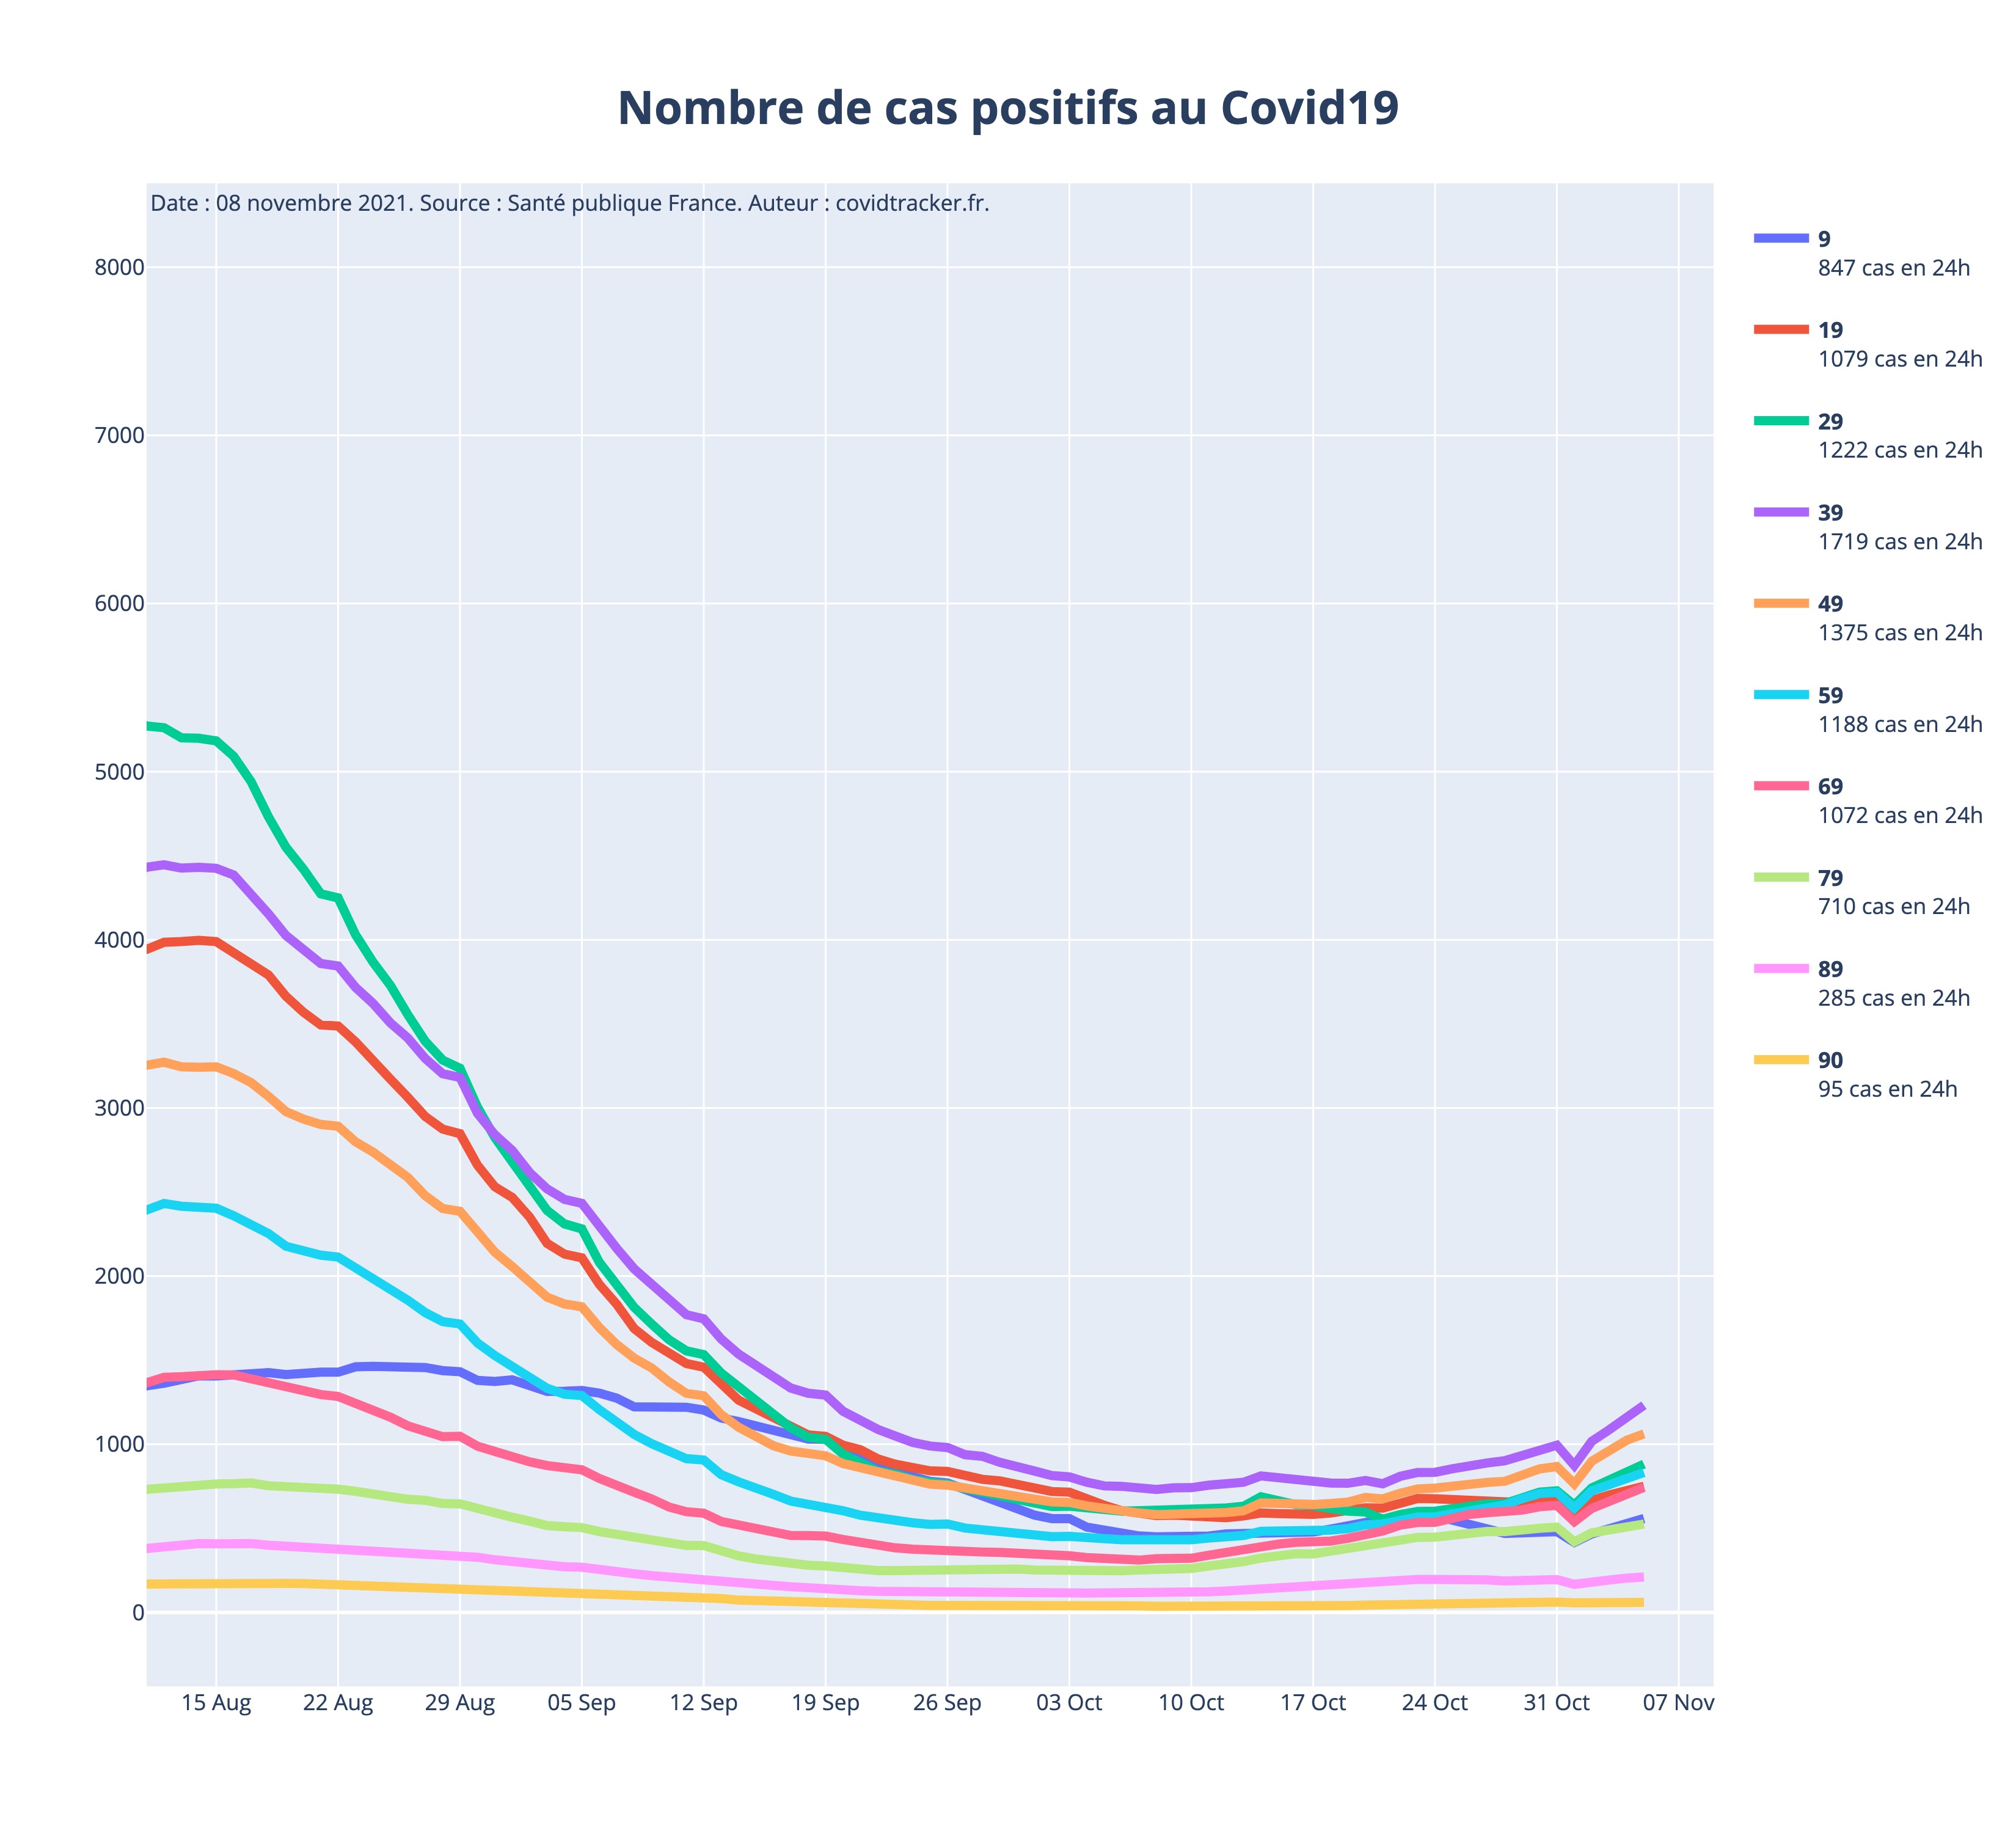 Nombre de cas positifs au Covid19
Date : 08 novembre 2021. Source : Santé publique France. Auteur : covidtracker.fr.
8000
7000
6000
5000
4000
3000
2000
1000
0
15 Aug
22 Aug
29 Aug
05 Sep
12 Sep
19 Sep
26 Sep
03 Oct
10 Oct
17 Oct
24 Oct
31 Oct
07 Nov
9
847 cas en 24h
19
1079 cas en 24h
29
1222 cas en 24h
39
1719 cas en 24h
49
1375 cas en 24h
59
1188 cas en 24h
69
1072 cas en 24h
79
710 cas en 24h
89
285 cas en 24h
90
95 cas en 24h